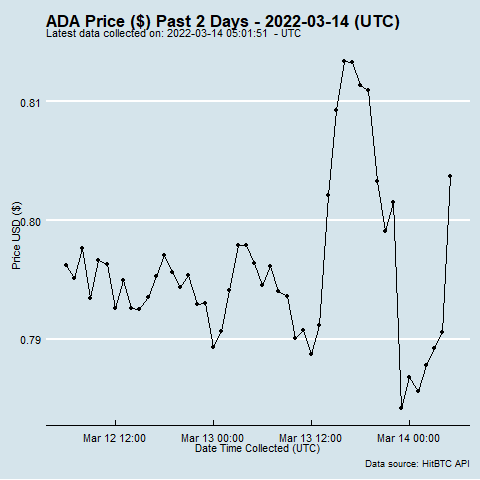 ADA Price ($) Past 2 Days - 2022-03-14 (UTC)
Latest data collected on: 2022-03-14 05:01:51  - UTC
0.81
0.80
0.79
Price USD ($)
Mar 12 12:00 Mar 13 00:00 Mar 13 12:00 Mar 14 00:00
Date Time Collected (UTC)
Data source: HitBTC API